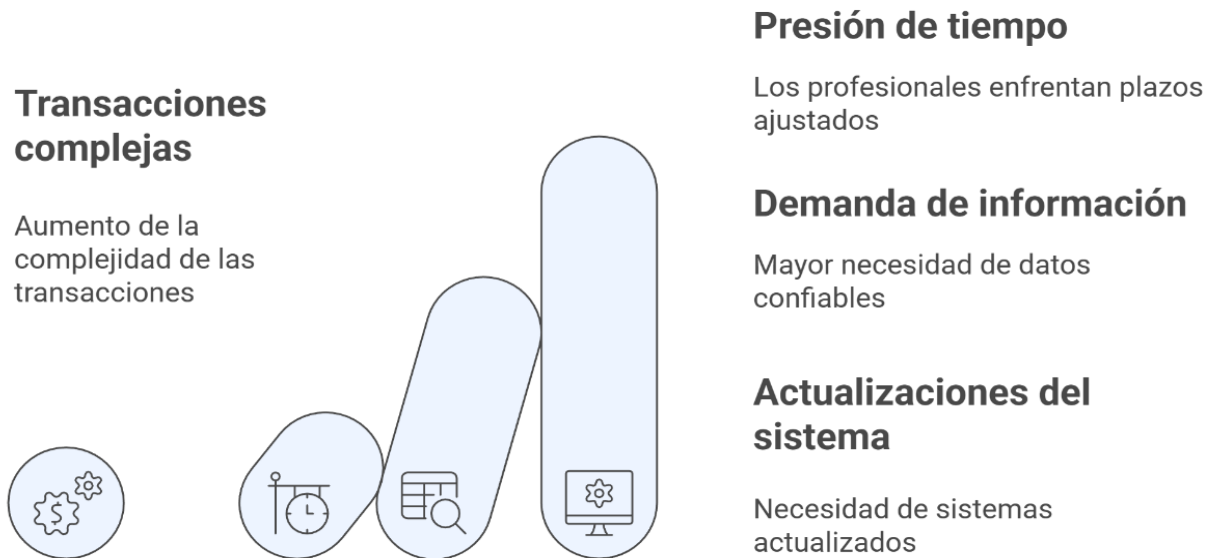 Transacciones
complejas
Aumento de la
complejidad de las
transacciones
Presión de tiempo
Los profesionales enfrentan plazos
ajustados
Demanda de información
Mayor necesidad de datos
confiables
Actualizaciones del
sistema
Necesidad de sistemas
actualizados